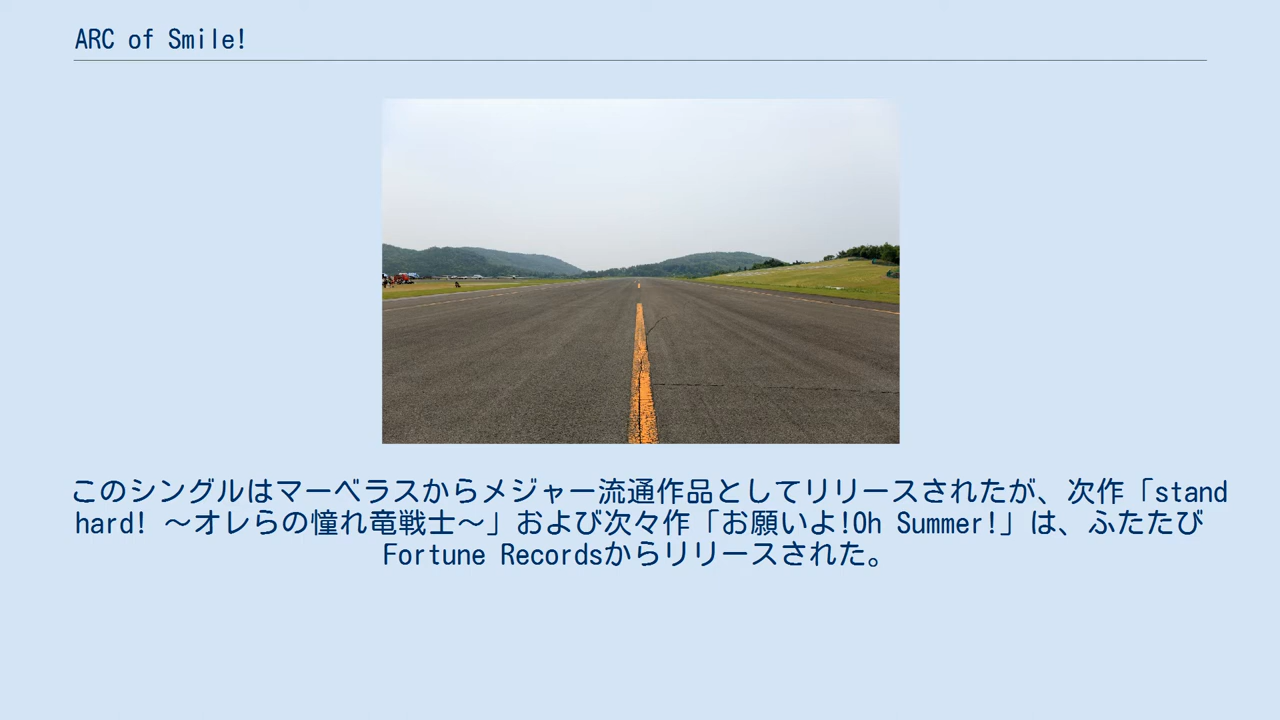 ARC of Smile!
このシングルはマーベラスからメジャー流通作品としてリリースされたが、次作「stand
hard! ～オレらの憧れ竜戦士～」および次々作「お願いよ!Oh Summer!」は、ふたたび
Fortune Recordsからリリースされた。